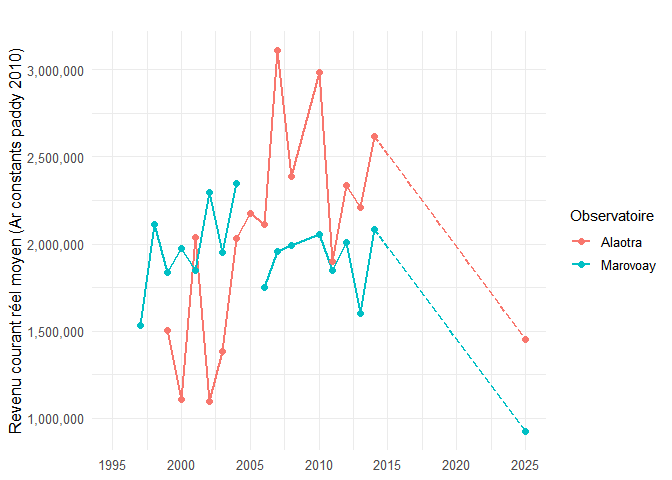 Revenu courant réel moyen (Ar constants paddy 2010)
3,000,000
2,500,000
2,000,000
1,500,000
1,000,000
1995 2000 2005 2010 2015 2020 2025
Observatoire
Alaotra
Marovoay